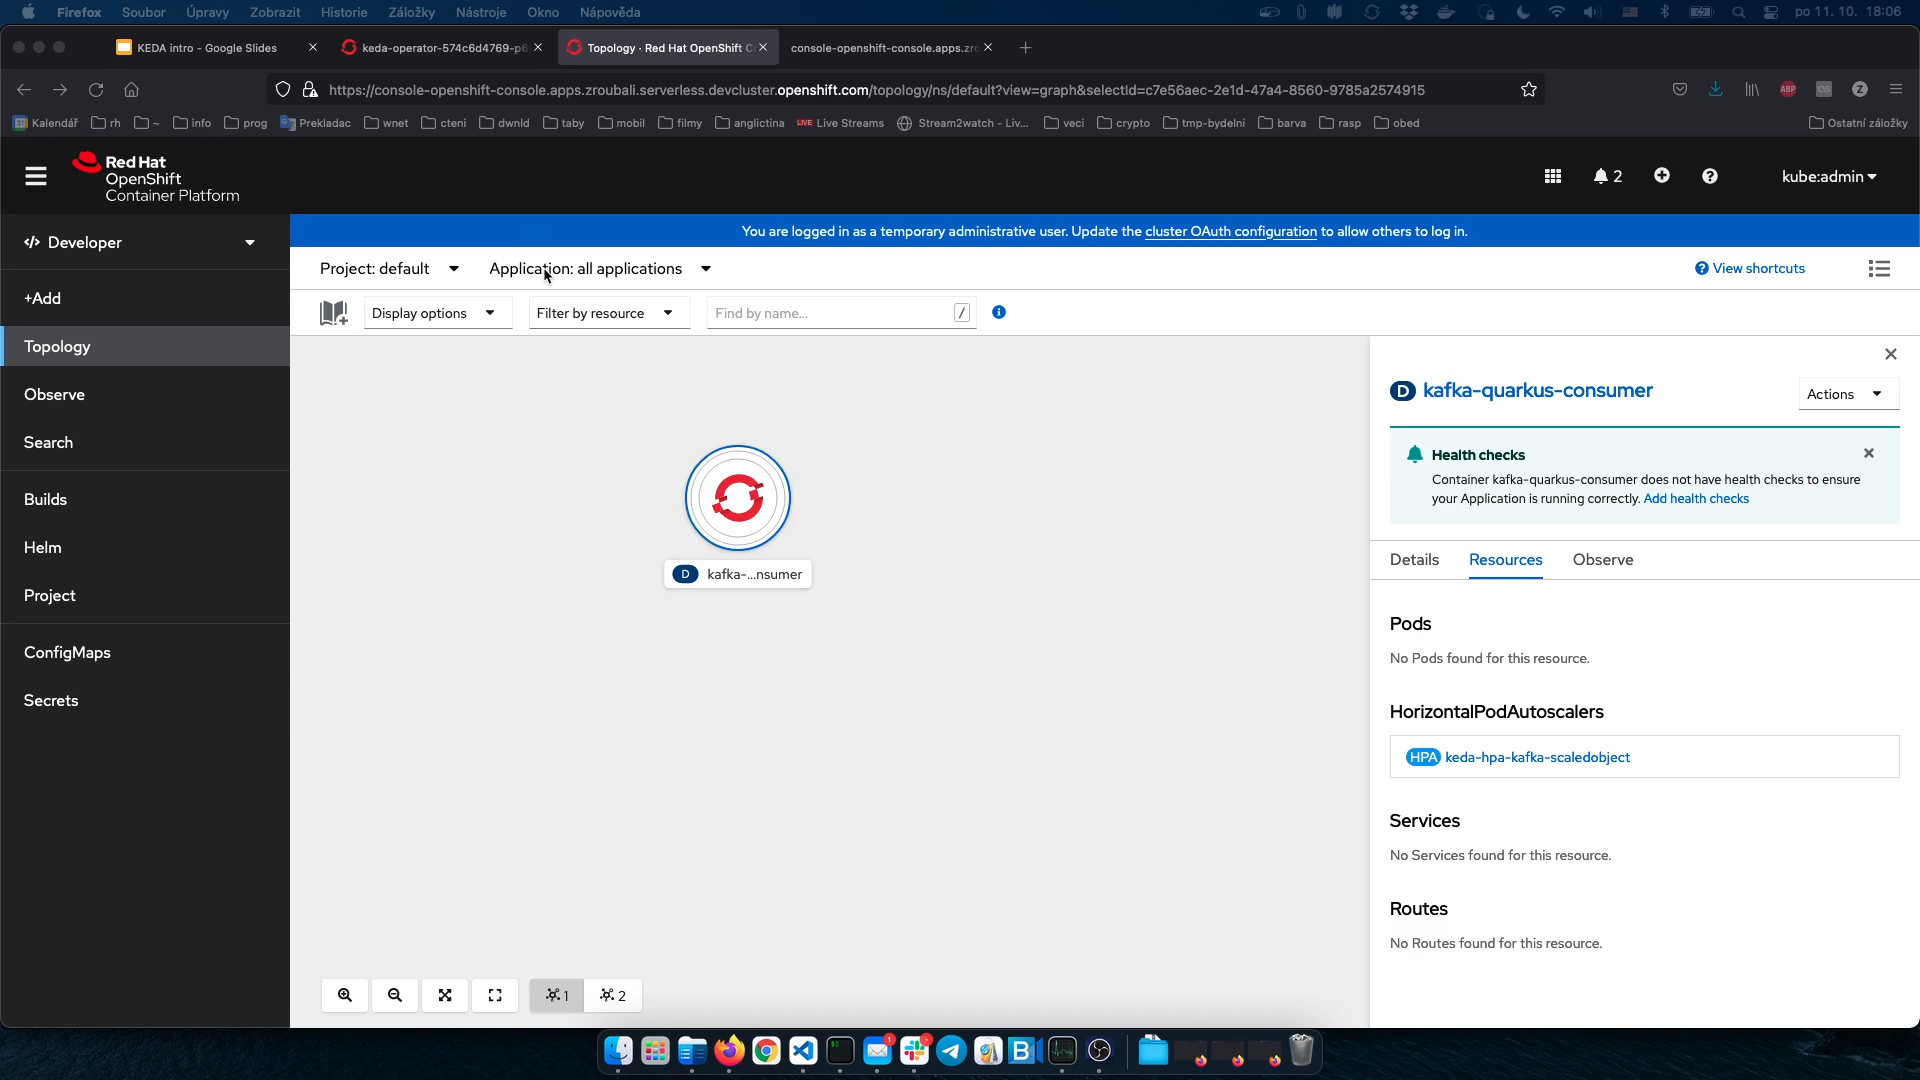 Firefox Soubor Úpravy Zobrazit Historie Záložky Nástroje Okno Nápověda po 11. 10. 18:06
KEDA intro - Google Slides
keda-operator-574c6d4769-p6
Topology · Red Hat OpenShift C
console-openshift-console.apps.zro
https://console-openshift-console.apps.zroubali.serverless.devcluster.openshift.com/topology/ns/default?view=graph&selectId=c7e56aec-2e1d-47a4-8560-9785a2574915
ABP
Z
Kalendář rh ~ info prog Prekladac wnet cteni dwnld taby mobil filmy anglictina LIVE Live Streams Stream2watch - Liv... veci crypto tmp-bydelni barva rasp obed Ostatní záložky
Red Hat
OpenShift
Container Platform
2
kube:admin
Developer
You are logged in as a temporary administrative user. Update the cluster OAuth configuration to allow others to log in.
Project: default
Application: all applications
View shortcuts
+Add
Display options
Filter by resource
Find by name...
/
Topology
Observe
Search
Builds
Helm
Project
ConfigMaps
Secrets
D kafka-...nsumer
1
2
D kafka-quarkus-consumer
Actions
Health checks
Container kafka-quarkus-consumer does not have health checks to ensure
your Application is running correctly. Add health checks
Details Resources Observe
Pods
No Pods found for this resource.
HorizontalPodAutoscalers
HPA keda-hpa-kafka-scaledobject
Services
No Services found for this resource.
Routes
No Routes found for this resource.